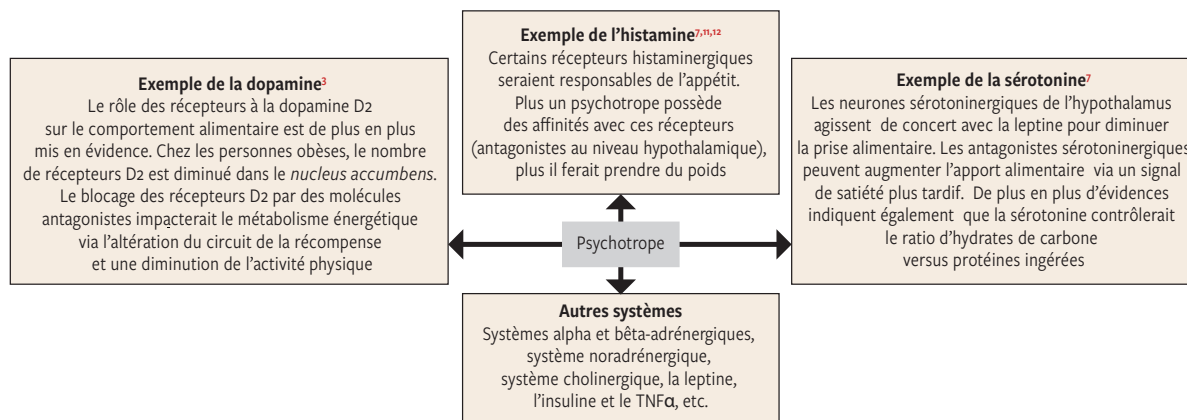 Exemple de l'histamine7,11,12
Certains récepteurs histaminergiques
seraient responsables de l'appétit.
Plus un psychotrope possède
des affinités avec ces récepteurs
(antagonistes au niveau hypothalamique),
plus il ferait prendre du poids
Exemple de la dopamine3
Le rôle des récepteurs à la dopamine D2
sur le comportement alimentaire est de plus en plus
mis en évidence. Chez les personnes obèses, le nombre
de récepteurs D2 est diminué dans le nucleus accumbens.
Le blocage des récepteurs D2 par des molécules
antagonistes impacterait le métabolisme énergétique
via l'altération du circuit de la récompense
et une diminution de l'activité physique
Psychotrope
Exemple de la sérotonine7
Les neurones sérotoninergiques de l'hypothalamus
agissent de concert avec la leptine pour diminuer
la prise alimentaire. Les antagonistes sérotoninergiques
peuvent augmenter l'apport alimentaire via un signal
de satiété plus tardif. De plus en plus d'évidences
indiquent également que la sérotonine contrôlerait
le ratio d'hydrates de carbone
versus protéines ingérées
Autres systèmes
Systèmes alpha et bêta-adrénergiques,
système noradrénergique,
système cholinergique, la leptine,
l'insuline et le TNFα, etc.